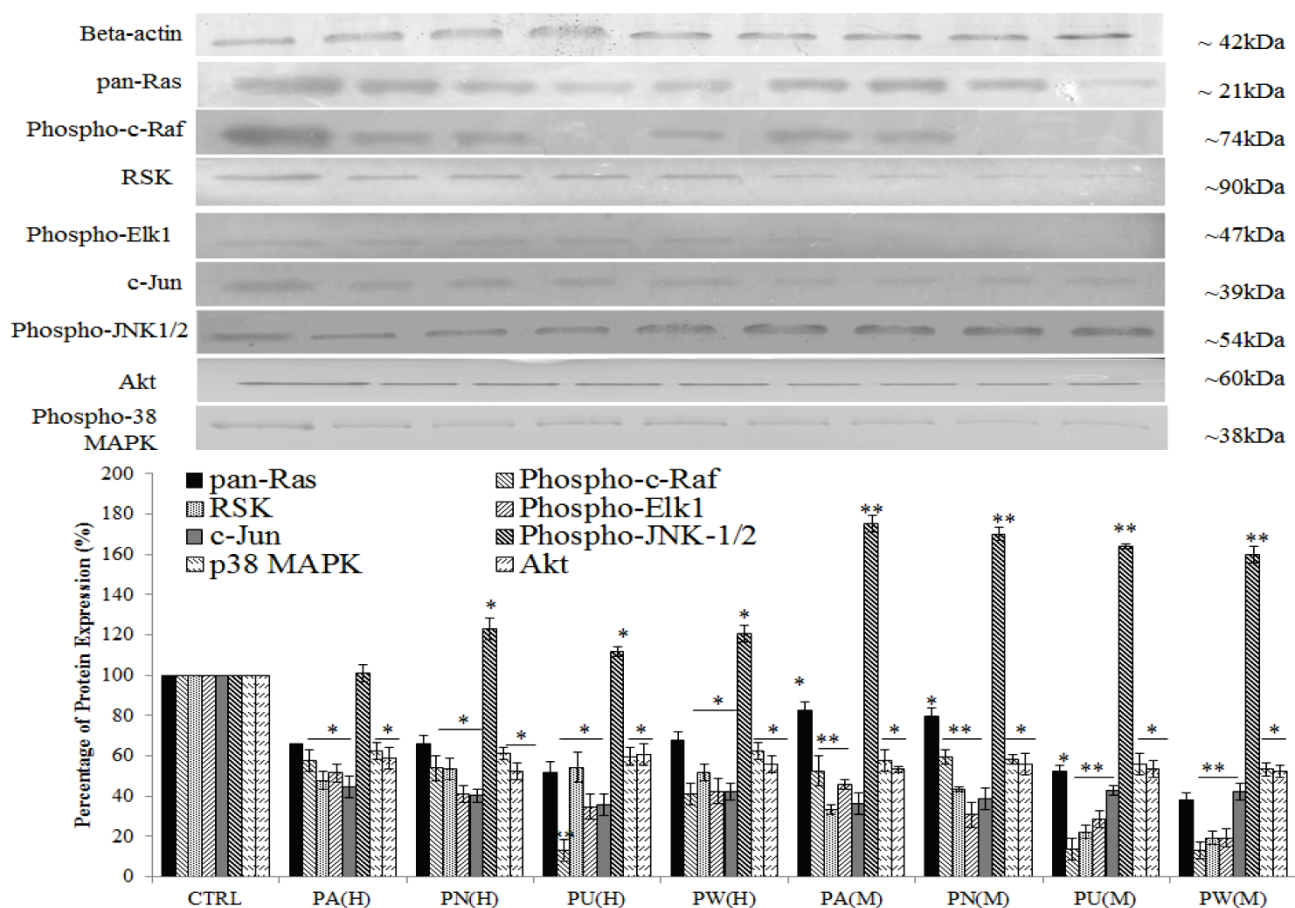 Beta-actin ~ 42kDa
pan-Ras ~ 21kDa
Phospho-c-Raf ~74kDa
RSK ~90kDa
Phospho-Elk1 ~47kDa
c-Jun ~39kDa
Phospho-JNK1/2 ~54kDa
Akt ~60kDa
Phospho-38
MAPK ~38kDa
Percentage of Protein Expression (%)
200
180
160
140
120
100
80
60
40
20
0
pan-Ras Phospho-c-Raf
RSK Phospho-Elk1
c-Jun Phospho-JNK-1/2
p38 MAPK Akt
** ** ** **
* * *
* * * * * * * * *
* * * * ** ** * * ** * ** *
**
CTRL PA(H) PN(H) PU(H) PW(H) PA(M) PN(M) PU(M) PW(M)